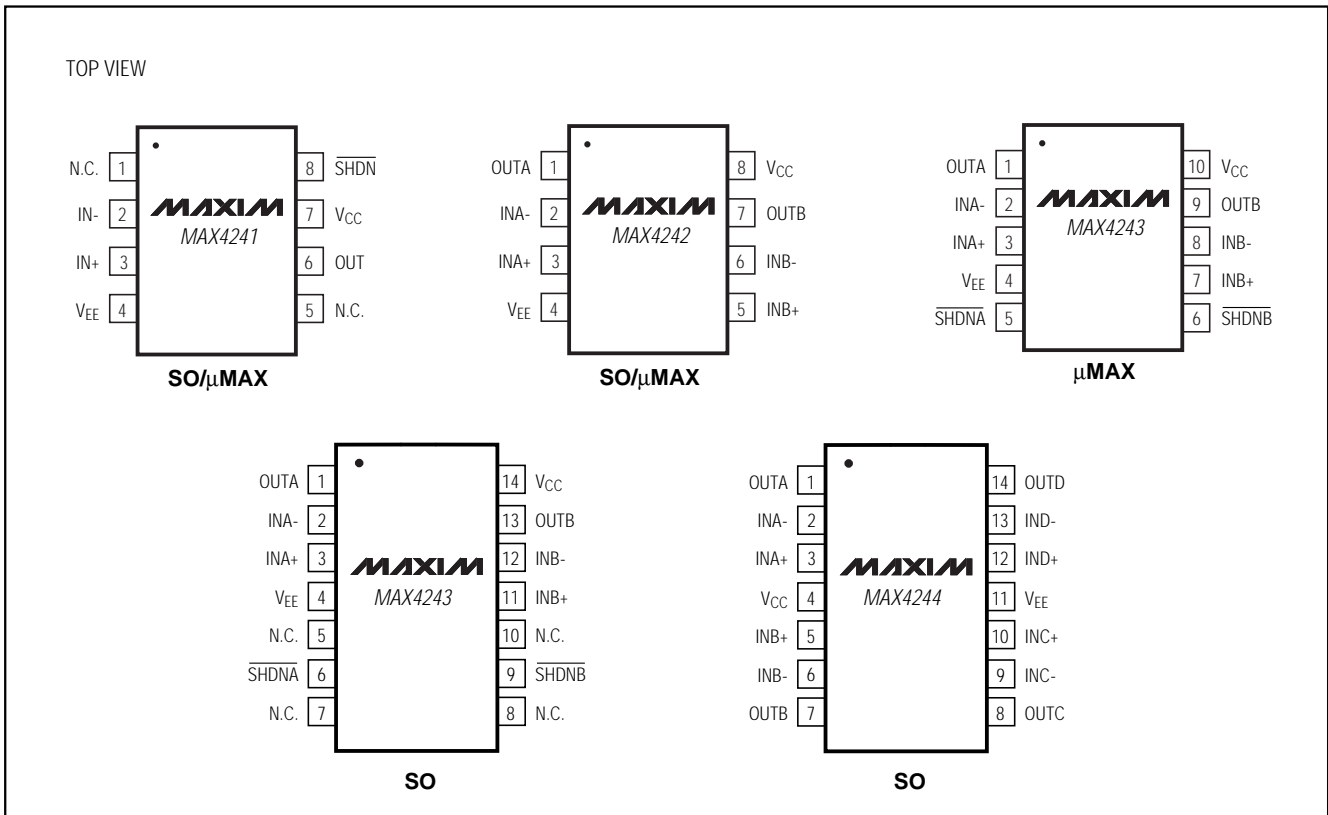 TOP VIEW
N.C. 1 8 SHDN
IN- 2 7 VCC
IN+ 3 6 OUT
VEE 4 5 N.C.
MAXIM
MAX4241
SO/μMAX
OUTA 1 8 VCC
INA- 2 7 OUTB
INA+ 3 6 INB-
VEE 4 5 INB+
MAXIM
MAX4242
SO/μMAX
OUTA 1 10 VCC
INA- 2 9 OUTB
INA+ 3 8 INB-
VEE 4 7 INB+
SHDNA 5 6 SHDNB
MAXIM
MAX4243
μMAX
OUTA 1 14 VCC
INA- 2 13 OUTB
INA+ 3 12 INB-
VEE 4 11 INB+
N.C. 5 10 N.C.
SHDNA 6 9 SHDNB
N.C. 7 8 N.C.
MAXIM
MAX4243
SO
OUTA 1 14 OUTD
INA- 2 13 IND-
INA+ 3 12 IND+
VCC 4 11 VEE
INB+ 5 10 INC+
INB- 6 9 INC-
OUTB 7 8 OUTC
MAXIM
MAX4244
SO